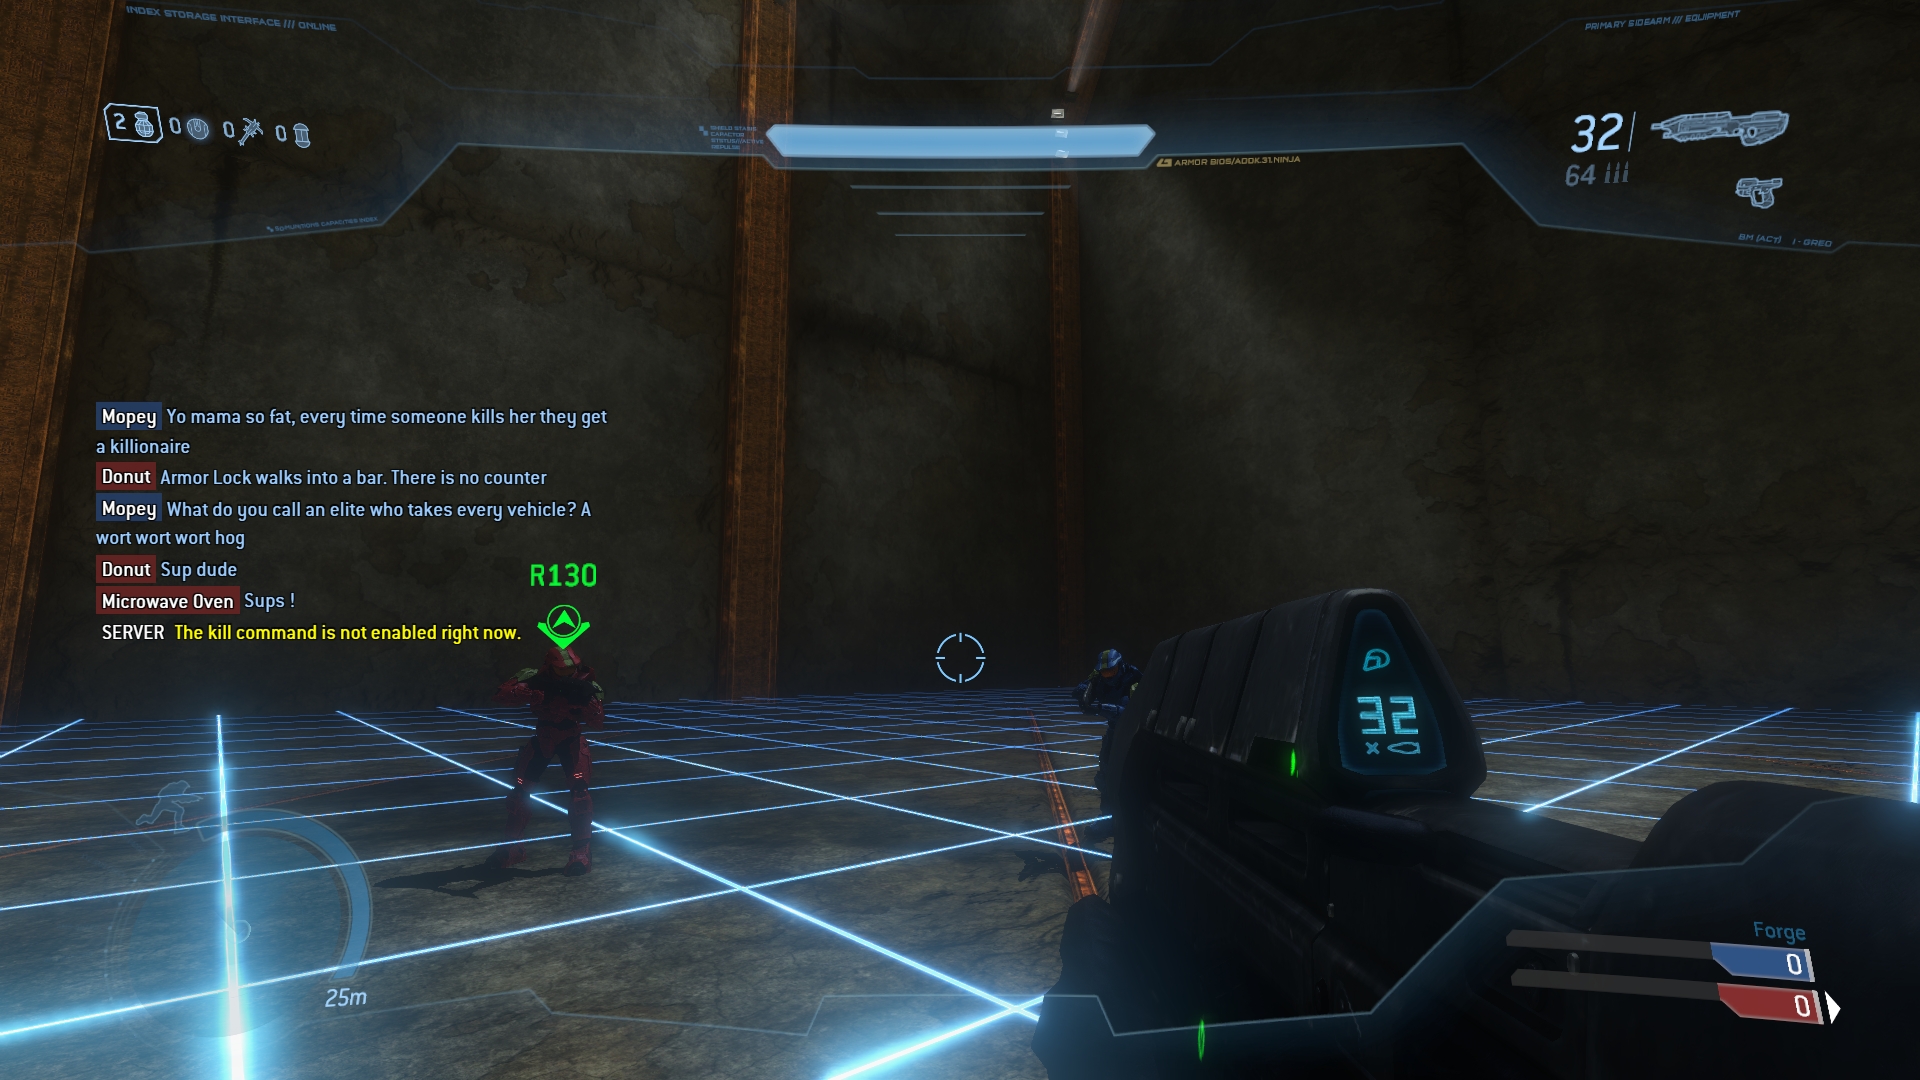 INDEX STORAGE INTERFACE /// ONLINE
PRIMARY SIDEARM /// EQUIPMENT
2 0 0 0
32
64
ARMOR BIOS/ADDK.31.NINJA
BM (ACT) I - GREO
Mopey Yo mama so fat, every time someone kills her they get
a killionaire
Donut Armor Lock walks into a bar. There is no counter
Mopey What do you call an elite who takes every vehicle? A
wort wort wort hog
Donut Sup dude
R130
Microwave Oven Sups !
SERVER The kill command is not enabled right now.
32
25m
Forge
0
0